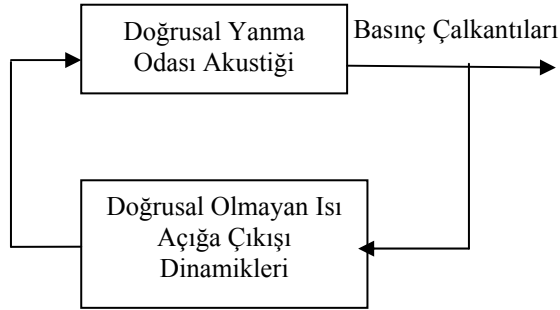 Doğrusal Yanma
Odası Akustiği
Basınç Çalkantıları
Doğrusal Olmayan Isı
Açığa Çıkışı
Dinamikleri